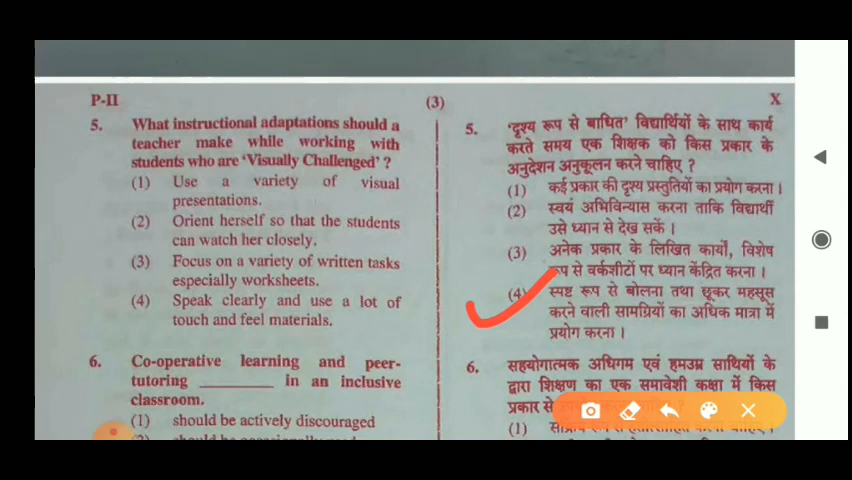 P-II
(3)
X
5. What instructional adaptations should a
teacher make while working with
students who are 'Visually Challenged' ?
(1) Use a variety of visual
presentations.
(2) Orient herself so that the students
can watch her closely.
(3) Focus on a variety of written tasks
especially worksheets.
(4) Speak clearly and use a lot of
touch and feel materials.
6. Co-operative learning and peer-
tutoring ________ in an inclusive
classroom.
(1) should be actively discouraged
5. 'दृश्य रूप से बाधित' विद्यार्थियों के साथ कार्य
करते समय एक शिक्षक को किस प्रकार के
अनुदेशन अनुकूलन करने चाहिए ?
(1) कई प्रकार की दृश्य प्रस्तुतियों का प्रयोग करना ।
(2) स्वयं अभिविन्यास करना ताकि विद्यार्थी
उसे ध्यान से देख सकें ।
(3) अनेक प्रकार के लिखित कार्यों, विशेष
रूप से वर्कशीटों पर ध्यान केंद्रित करना ।
(4) स्पष्ट रूप से बोलना तथा छूकर महसूस
करने वाली सामग्रियों का अधिक मात्रा में
प्रयोग करना ।
6. सहयोगात्मक अधिगम एवं हमउम्र साथियों के
द्वारा शिक्षण का एक समावेशी कक्षा में किस
प्रकार से
(1)